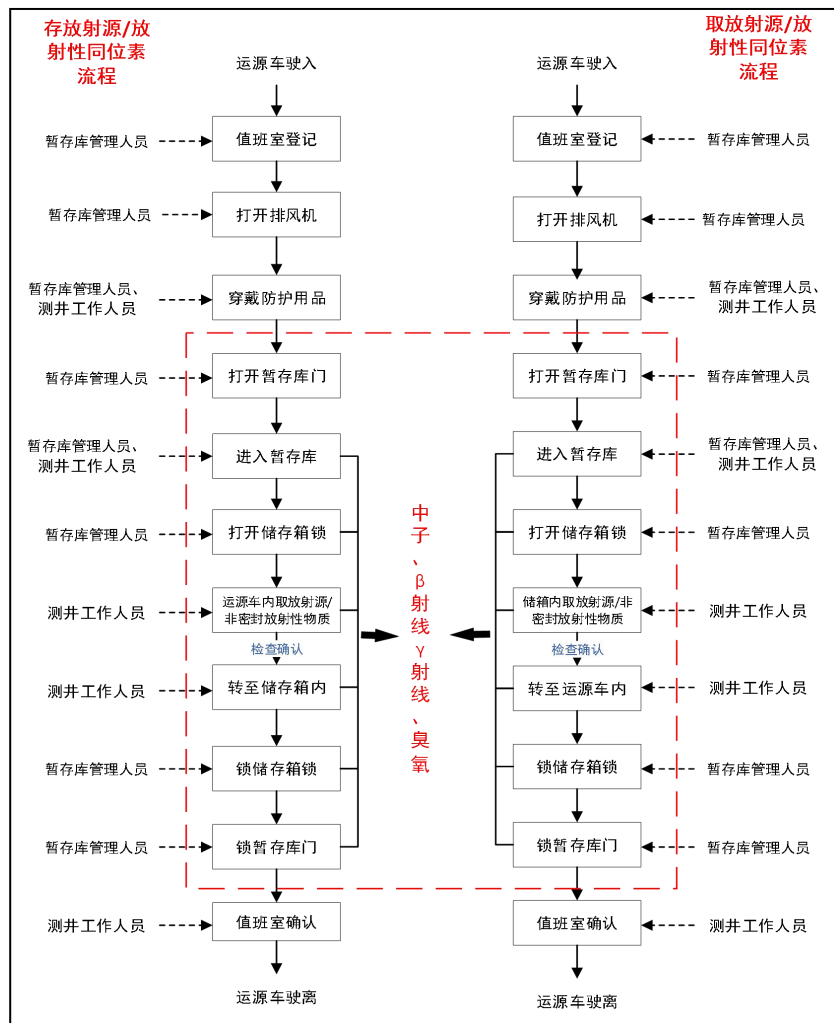 存放射源/放
射性同位素
流程
取放射源/放
射性同位素
流程
运源车驶入
运源车驶入
暂存库管理人员
值班室登记
值班室登记
暂存库管理人员
暂存库管理人员
打开排风机
打开排风机
暂存库管理人员
暂存库管理人员、
测井工作人员
穿戴防护用品
穿戴防护用品
暂存库管理人员、
测井工作人员
暂存库管理人员
打开暂存库门
打开暂存库门
暂存库管理人员
暂存库管理人员、
测井工作人员
进入暂存库
进入暂存库
暂存库管理人员、
测井工作人员
暂存库管理人员
打开储存箱锁
打开储存箱锁
暂存库管理人员
测井工作人员
运源车内取放射源/
非密封放射性物质
中子、β射线γ射线、臭氧
储箱内取放射源/非
密封放射性物质
测井工作人员
检查确认
检查确认
测井工作人员
转至储存箱内
转至运源车内
测井工作人员
暂存库管理人员
锁储存箱锁
锁储存箱锁
暂存库管理人员
暂存库管理人员
锁暂存库门
锁暂存库门
暂存库管理人员
测井工作人员
值班室确认
值班室确认
测井工作人员
运源车驶离
运源车驶离